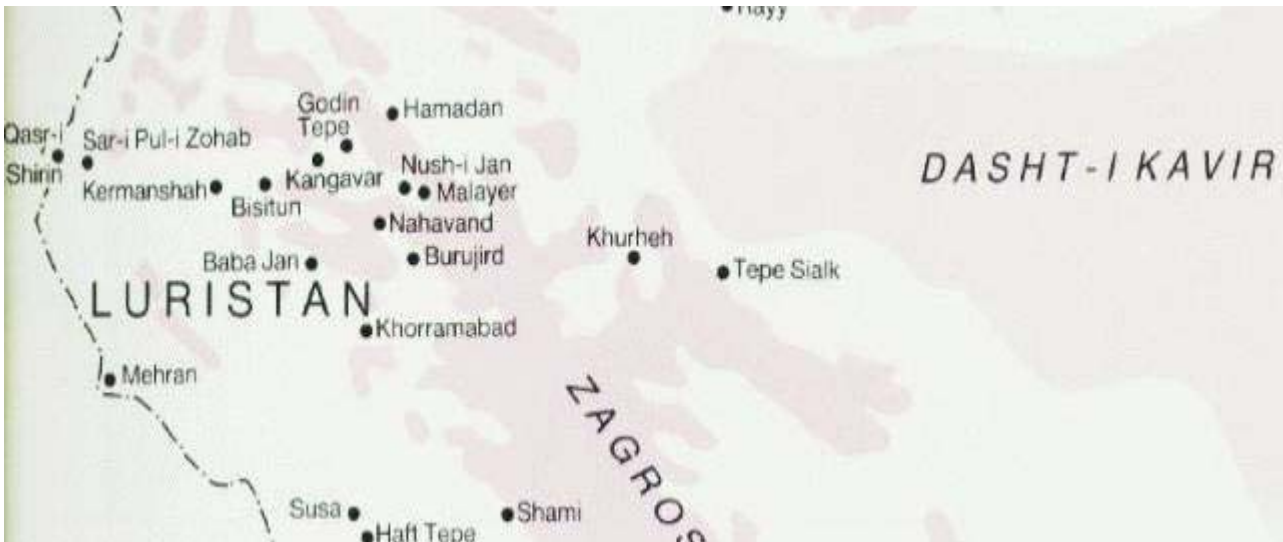 Rayy
Godin
Tepe
Hamadan
Qasr-i
Shirin
Sar-i Pul-i Zohab
DASHT-I KAVIR
Kermanshah
Bisitun
Kangavar
Nush-i Jan
Malayer
Nahavand
Khurheh
Baba Jan
Burujird
Tepe Sialk
LURISTAN
Khorramabad
Mehran
ZAGROS
Susa
Shami
Haft Tepe